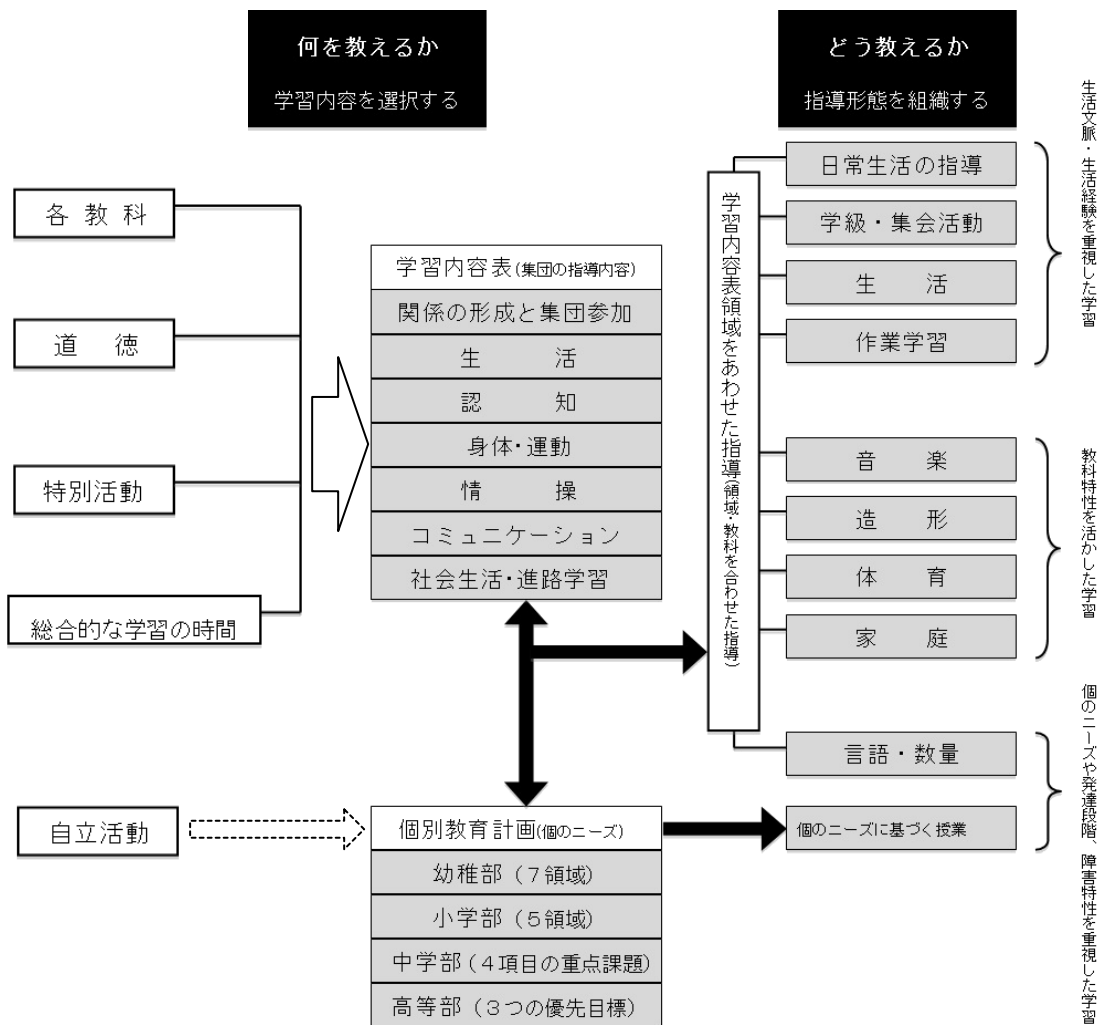 何を教えるか
学習内容を選択する
どう教えるか
指導形態を組織する
各教科
道徳
特別活動
総合的な学習の時間
自立活動
学習内容表(集団の指導内容)
関係の形成と集団参加
生活
認知
身体・運動
情操
コミュニケーション
社会生活・進路学習
個別教育計画(個のニーズ)
幼稚部(7領域)
小学部(5領域)
中学部(4項目の重点課題)
高等部(3つの優先目標)
学習内容表領域をあわせた指導(領域・教科を合わせた指導)
日常生活の指導
学級・集会活動
生活
作業学習
音楽
造形
体育
家庭
言語・数量
個のニーズに基づく授業
生活文脈・生活経験を重視した学習
教科特性を活かした学習
個のニーズや発達段階、障害特性を重視した学習